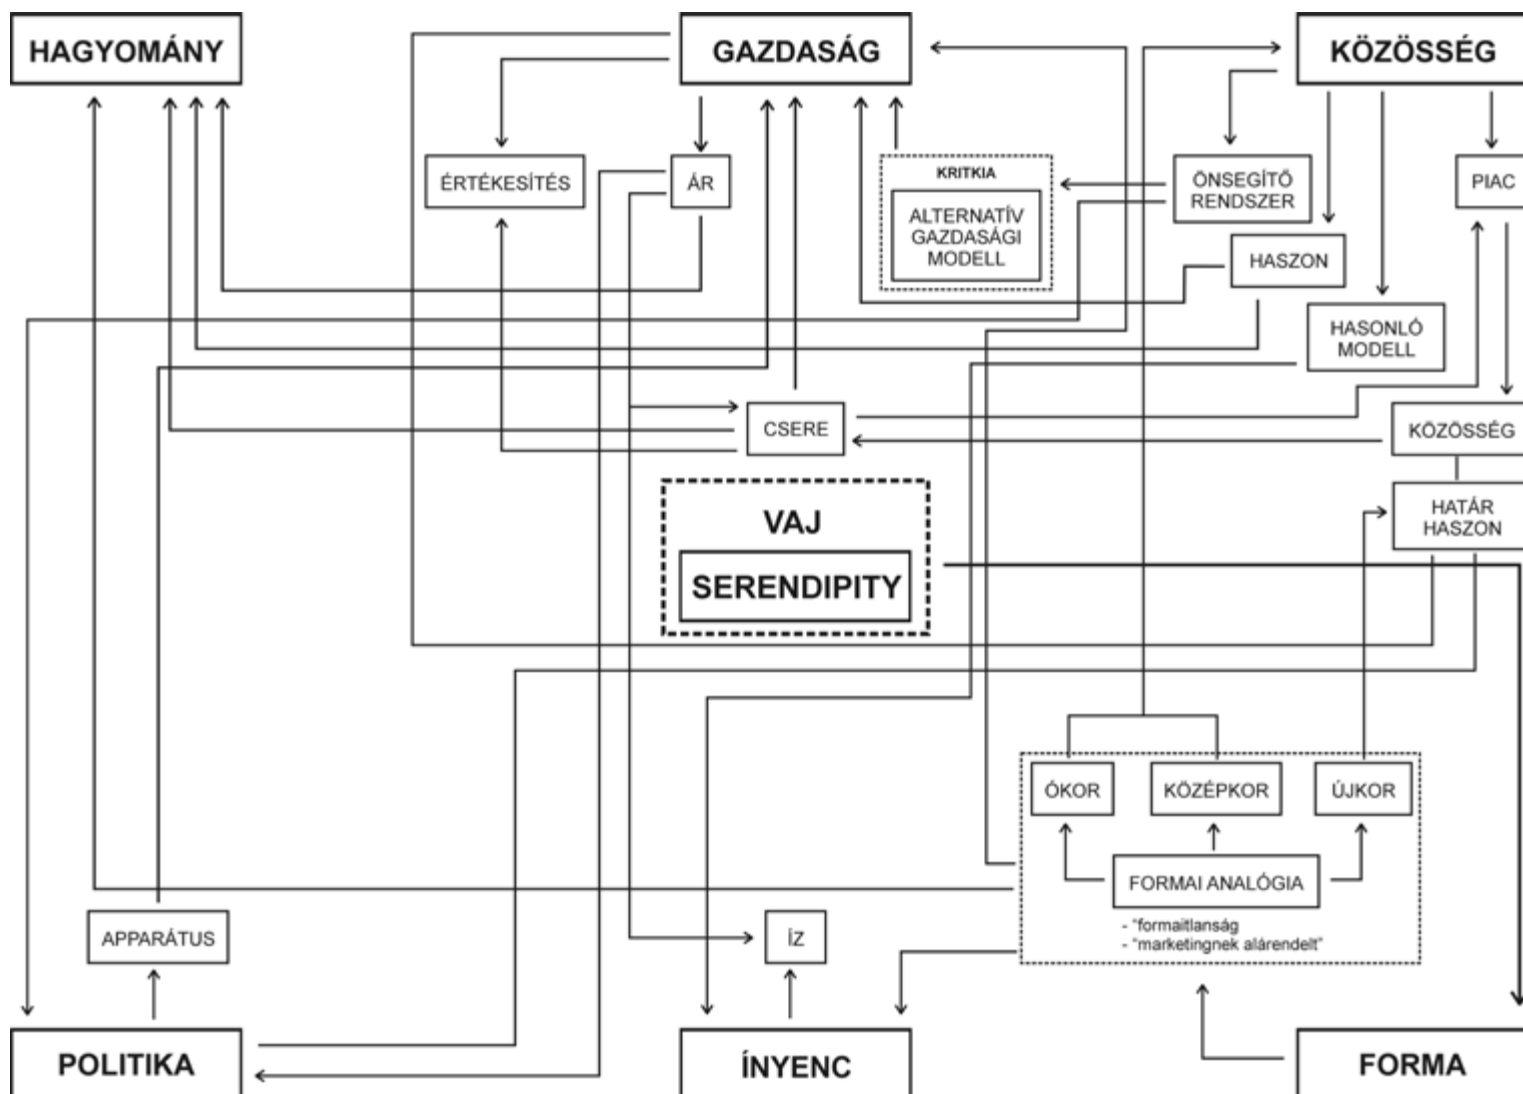 HAGYOMÁNY
GAZDASÁG
KÖZÖSSÉG
ÉRTÉKESÍTÉS
ÁR
KRITKIA
ALTERNATÍV
GAZDASÁGI
MODELL
ÖNSEGÍTŐ
RENDSZER
PIAC
HASZON
HASONLÓ
MODELL
CSERE
KÖZÖSSÉG
VAJ
SERENDIPITY
HATÁR
HASZON
ÓKOR
KÖZÉPKOR
ÚJKOR
FORMAI ANALÓGIA
- "formaitlanság
- "marketingnek alárendelt"
APPARÁTUS
ÍZ
POLITIKA
ÍNYENC
FORMA